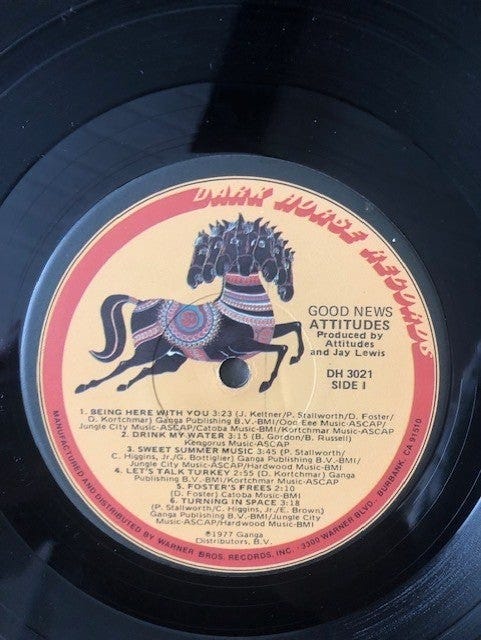 DARK HORSE RECORDS
GOOD NEWS
ATTITUDES
Produced by
Attitudes
and Jay Lewis
DH 3021
SIDE I
1. BEING HERE WITH YOU 3:23 (J. Keltner/P. Stallworth/D. Foster/
D. Kortchmar) Ganga Publishing B.V.-BMI/Ooo Eee Music-ASCAP/
Jungle City Music-ASCAP/Catoba Music-BMI/Kortchmar Music-ASCAP
2. DRINK MY WATER 3:15 (B. Gordon/B. Russell)
Kengorus Music-ASCAP
3. SWEET SUMMER MUSIC 3:45 (P. Stallworth/
C. Higgins, Jr./G. Bottiglier) Ganga Publishing B.V.-BMI/
Jungle City Music-ASCAP/Hardwood Music-BMI
4. LET'S TALK TURKEY 2:55 (D. Kortchmar) Ganga
Publishing B.V.-BMI/Kortchmar Music-ASCAP
5. FOSTER'S FREES 2:10
(D. Foster) Catoba Music-BMI
6. TURNING IN SPACE 3:18
(P. Stallworth/C. Higgins, Jr./E. Brown)
Ganga Publishing B.V.-BMI/Jungle City
Music-ASCAP/Hardwood Music-BMI
℗1977 Ganga
Distributors, B.V.
MANUFACTURED AND DISTRIBUTED BY WARNER BROS. RECORDS, INC. · 3300 WARNER BLVD., BURBANK, CA 91510